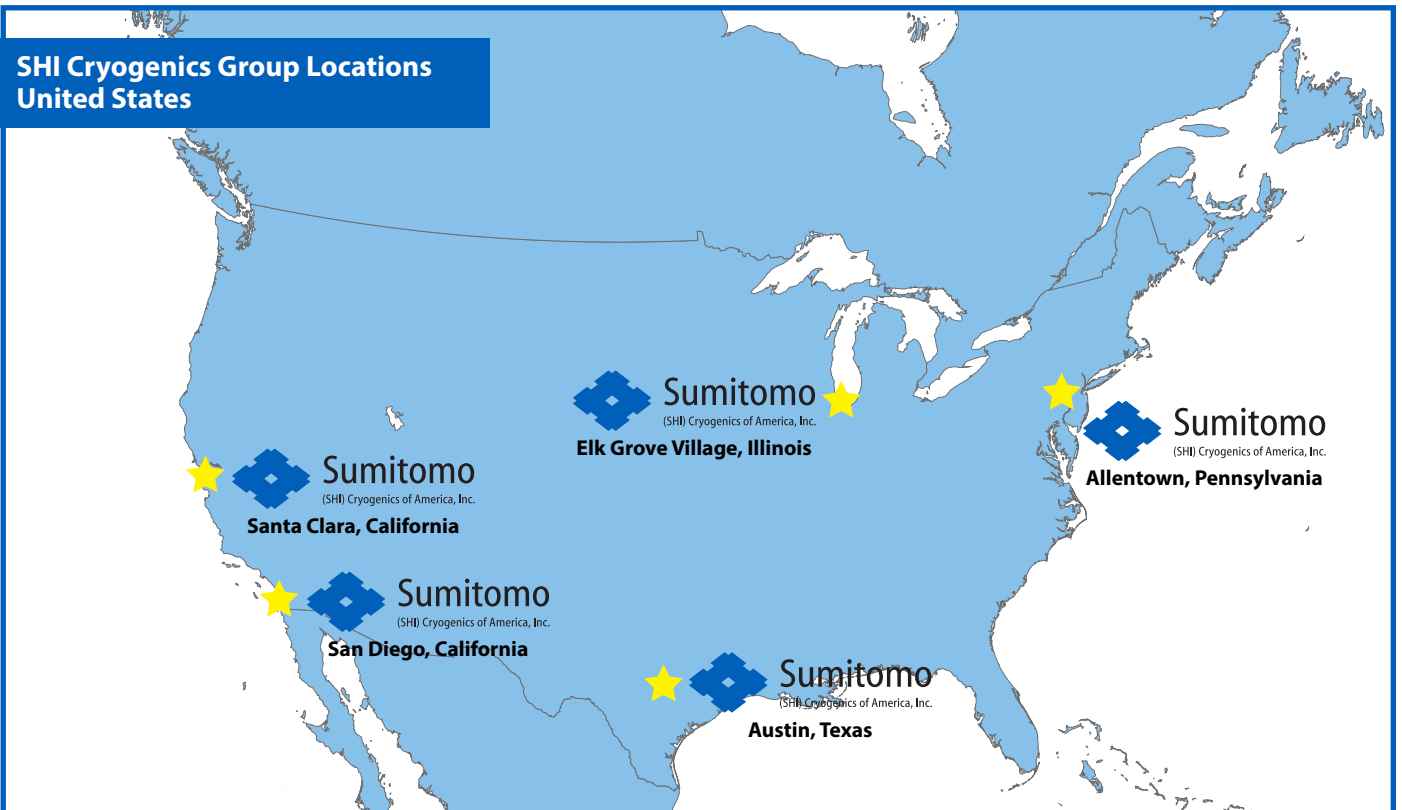 SHI Cryogenics Group Locations
United States
Sumitomo
(SHI) Cryogenics of America, Inc.
Elk Grove Village, Illinois
Sumitomo
(SHI) Cryogenics of America, Inc.
Allentown, Pennsylvania
Sumitomo
(SHI) Cryogenics of America, Inc.
Santa Clara, California
Sumitomo
(SHI) Cryogenics of America, Inc.
San Diego, California
Sumitomo
(SHI) Cryogenics of America, Inc.
Austin, Texas